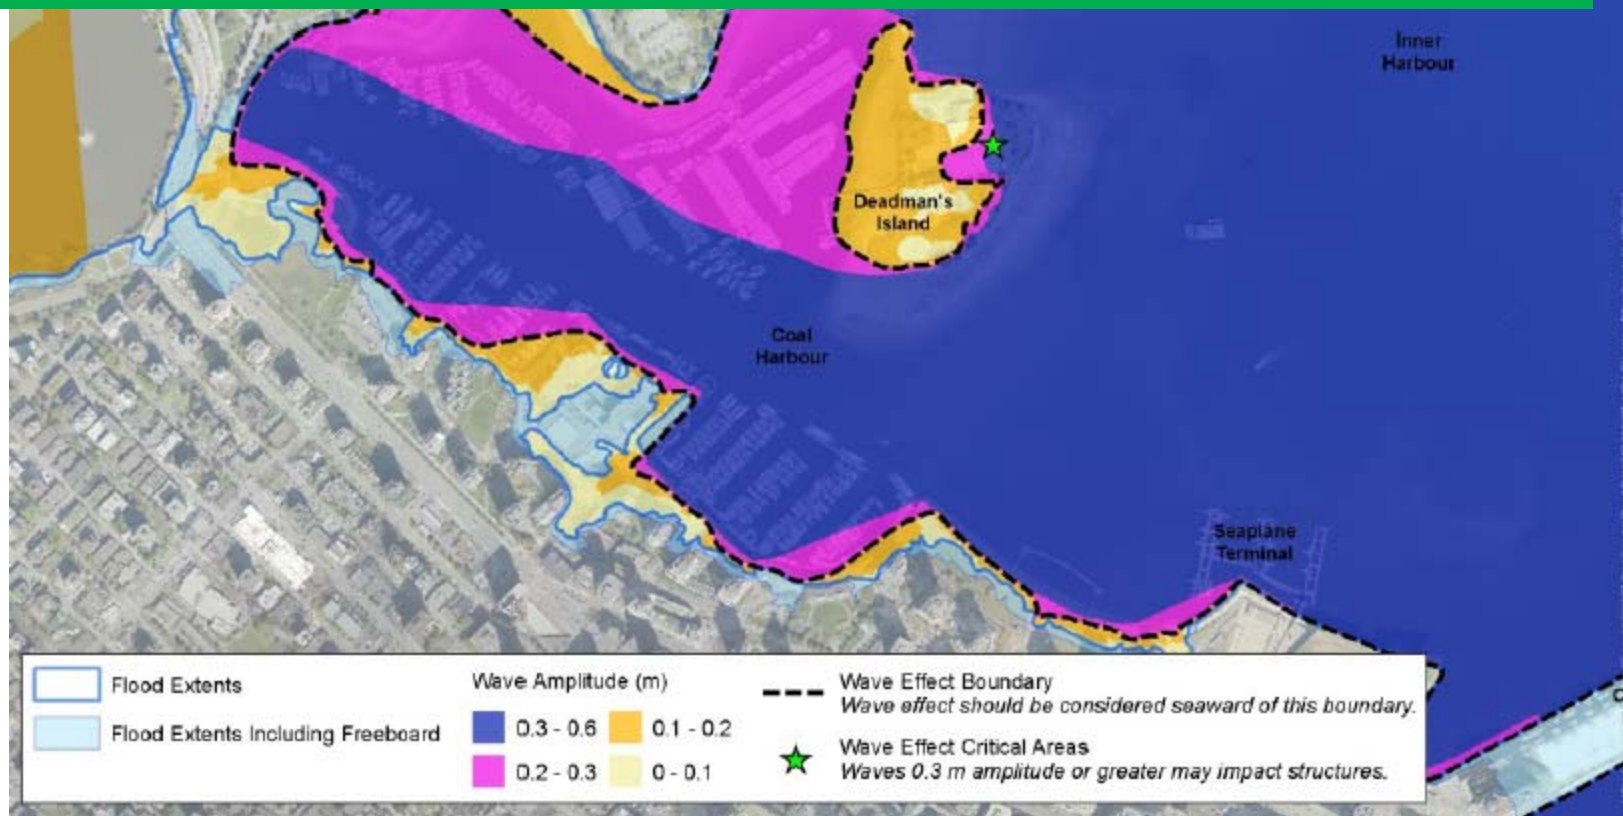 Inner
Harbour
Deadman's
Island
Coal
Harbour
Seaplane
Terminal
Flood Extents
Flood Extents Including Freeboard
Wave Amplitude (m)
0.3 - 0.6
0.1 - 0.2
0.2 - 0.3
0 - 0.1
Wave Effect Boundary
Wave effect should be considered seaward of this boundary.
Wave Effect Critical Areas
Waves 0.3 m amplitude or greater may impact structures.